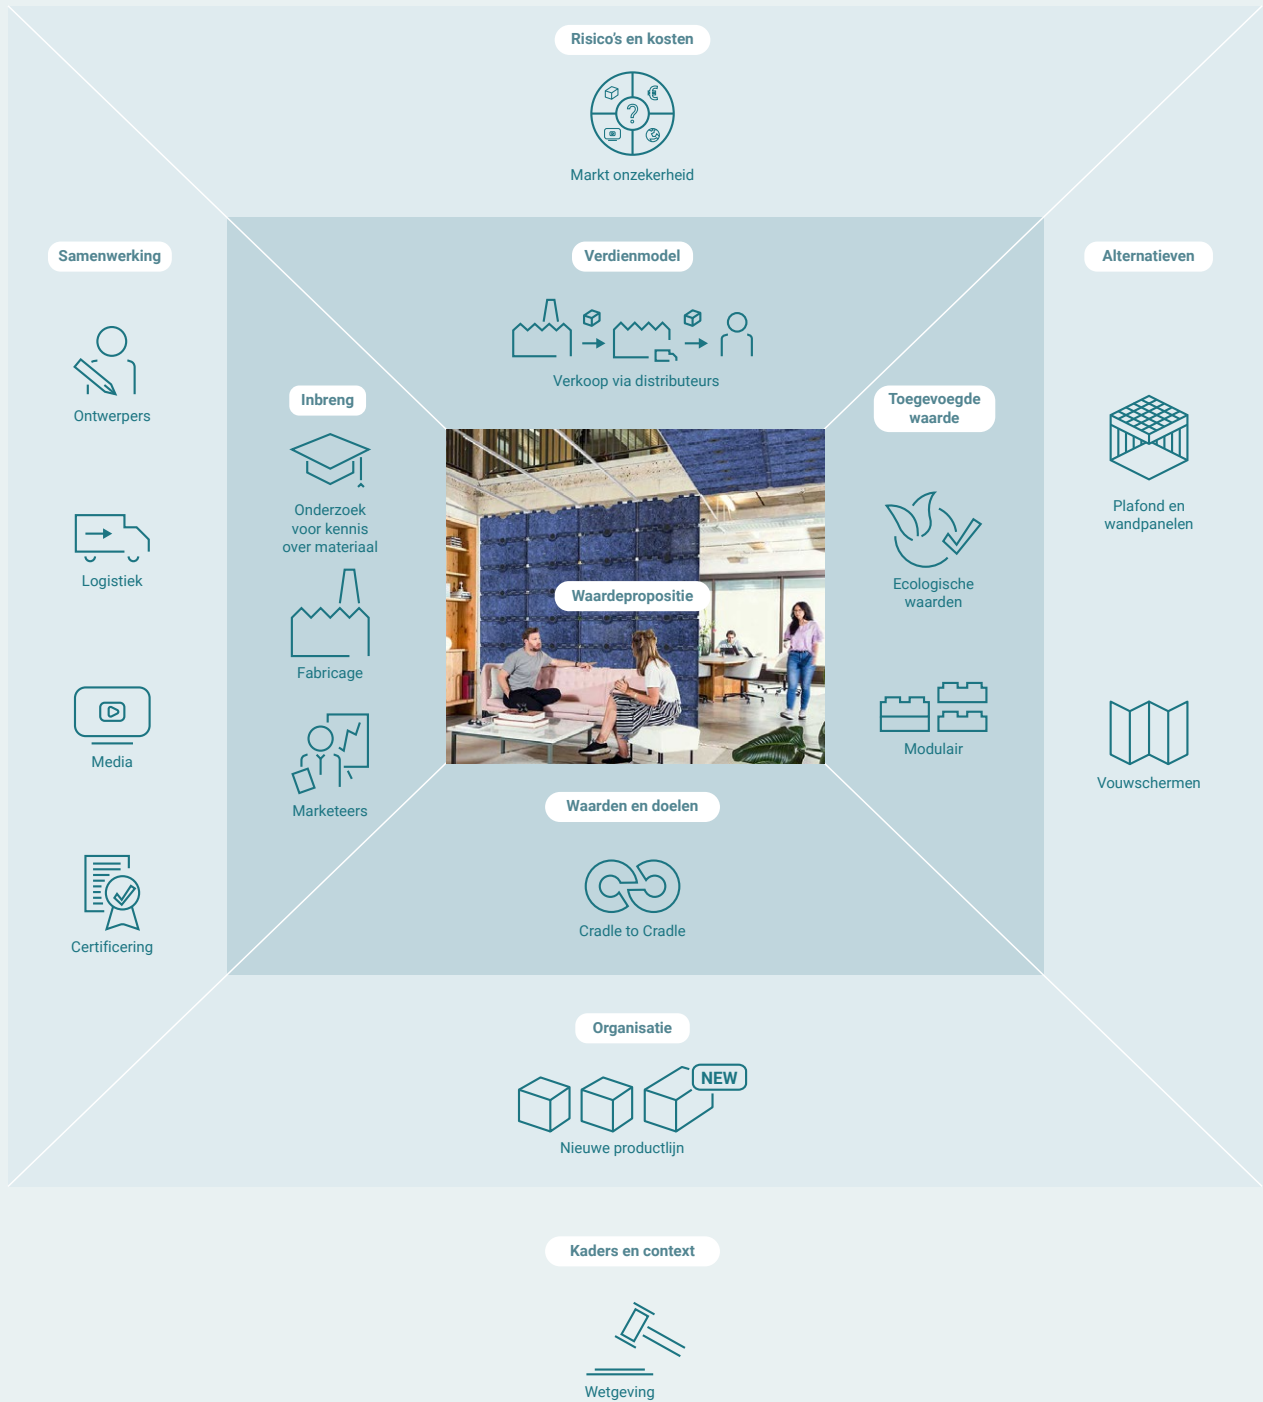 Risico's en kosten
Markt onzekerheid
Samenwerking
Ontwerpers
Logistiek
Media
Certificering
Verdienmodel
Verkoop via distributeurs
Inbreng
Onderzoek
voor kennis
over materiaal
Fabricage
Marketeers
Waardepropositie
Toegevoegde
waarde
Ecologische
waarden
Modulair
Waarden en doelen
Cradle to Cradle
Alternatieven
Plafond en
wandpanelen
Vouwschermen
Organisatie
NEW
Nieuwe productlijn
Kaders en context
Wetgeving